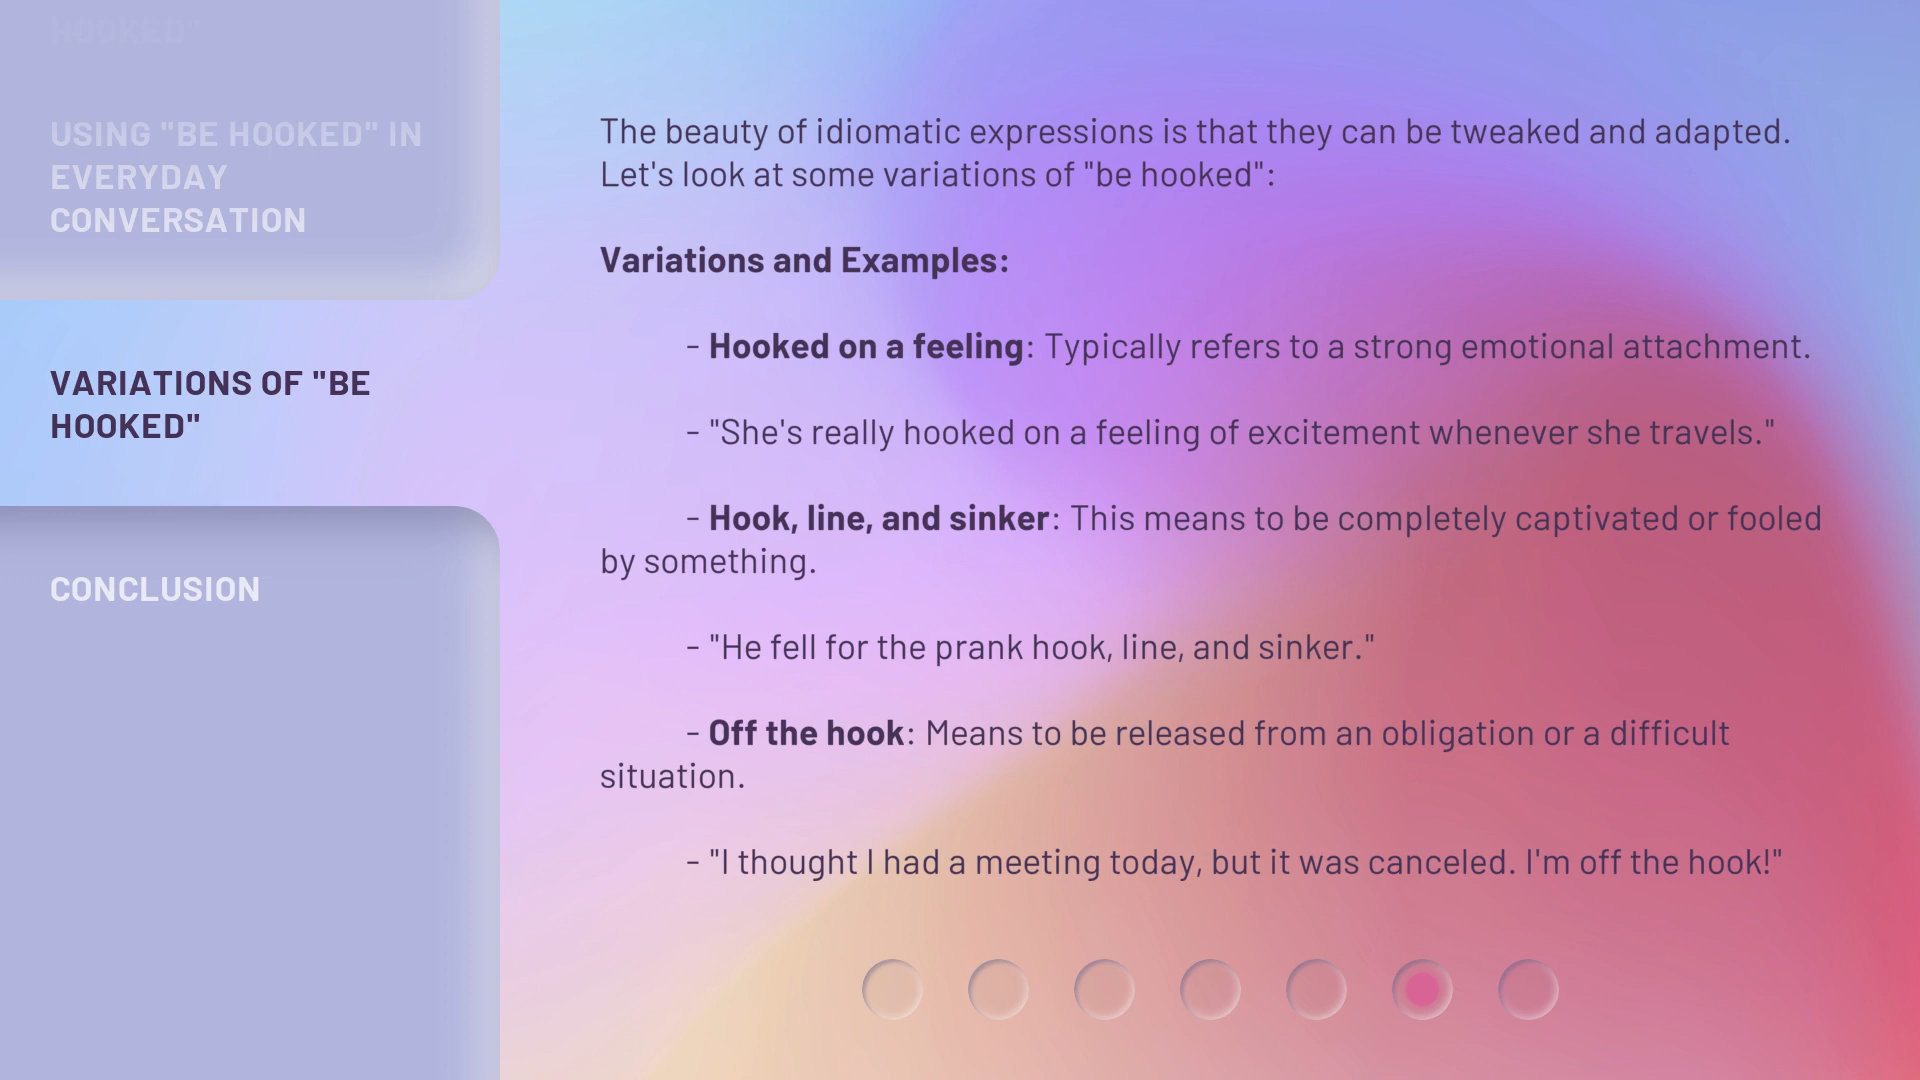 HOOKED"
USING "BE HOOKED" IN
EVERYDAY
CONVERSATION
VARIATIONS OF "BE
HOOKED"
CONCLUSION
The beauty of idiomatic expressions is that they can be tweaked and adapted.
Let's look at some variations of "be hooked":
Variations and Examples:
- Hooked on a feeling: Typically refers to a strong emotional attachment.
- "She's really hooked on a feeling of excitement whenever she travels."
- Hook, line, and sinker: This means to be completely captivated or fooled
by something.
- "He fell for the prank hook, line, and sinker."
- Off the hook: Means to be released from an obligation or a difficult
situation.
- "I thought I had a meeting today, but it was canceled. I'm off the hook!"